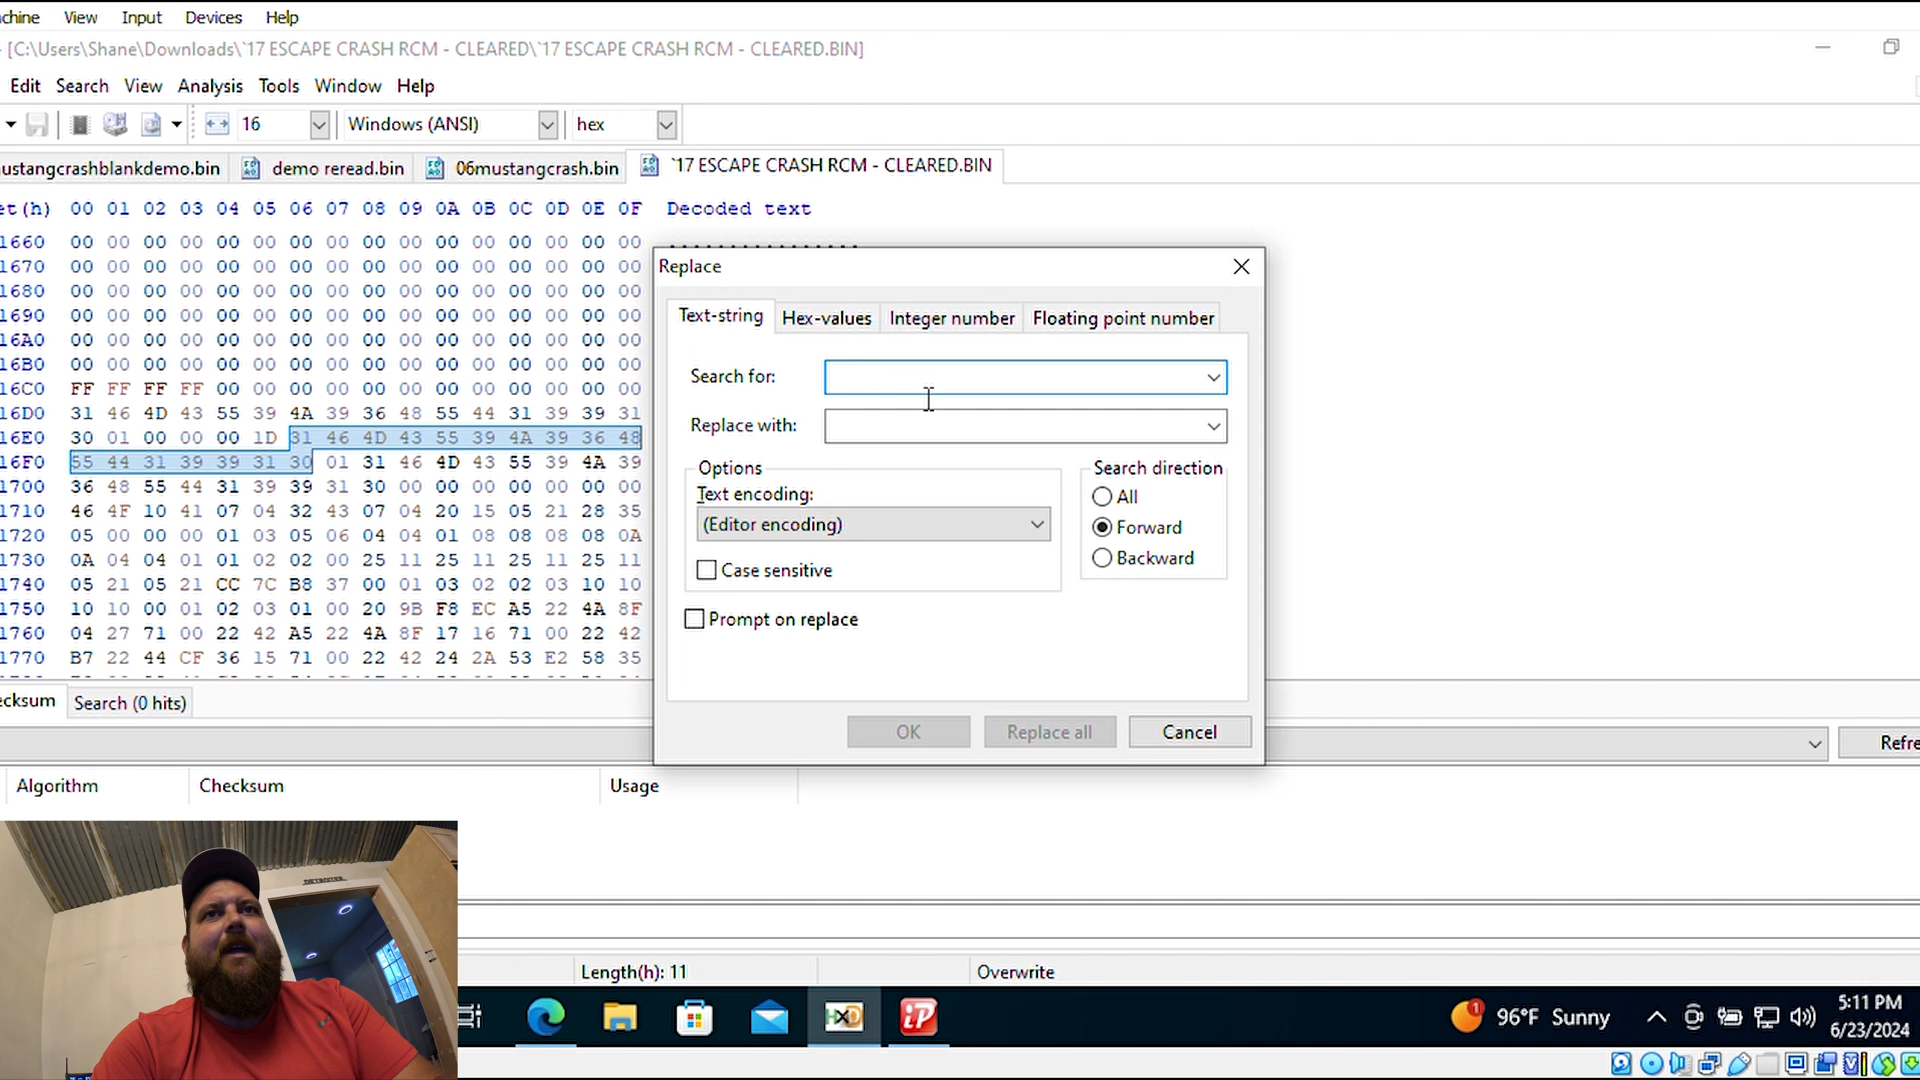 chine View Input Devices Help
- [C:\Users\Shane\Downloads\`17 ESCAPE CRASH RCM - CLEARED\`17 ESCAPE CRASH RCM - CLEARED.BIN]
Edit Search View Analysis Tools Window Help
16 Windows (ANSI) hex
ustangcrashblankdemo.bin demo reread.bin 06mustangcrash.bin `17 ESCAPE CRASH RCM - CLEARED.BIN
et(h) 00 01 02 03 04 05 06 07 08 09 0A 0B 0C 0D 0E 0F Decoded text
1660 00 00 00 00 00 00 00 00 00 00 00 00 00 00 00 00 ................
1670 00 00 00 00 00 00 00 00 00 00 00 00 00 00 00 00
1680 00 00 00 00 00 00 00 00 00 00 00 00 00 00 00 00
1690 00 00 00 00 00 00 00 00 00 00 00 00 00 00 00 00
16A0 00 00 00 00 00 00 00 00 00 00 00 00 00 00 00 00
16B0 00 00 00 00 00 00 00 00 00 00 00 00 00 00 00 00
16C0 FF FF FF FF 00 00 00 00 00 00 00 00 00 00 00 00
16D0 31 46 4D 43 55 39 4A 39 36 48 55 44 31 39 39 31
16E0 30 01 00 00 00 1D 31 46 4D 43 55 39 4A 39 36 48
16F0 55 44 31 39 39 31 30 01 31 46 4D 43 55 39 4A 39
1700 36 48 55 44 31 39 39 31 30 00 00 00 00 00 00 00
1710 46 4F 10 41 07 04 32 43 07 04 20 15 05 21 28 35
1720 05 00 00 00 01 03 05 06 04 04 01 08 08 08 08 0A
1730 0A 04 04 01 01 02 02 00 25 11 25 11 25 11 25 11
1740 05 21 05 21 CC 7C B8 37 00 01 03 02 02 03 10 10
1750 10 10 00 01 02 03 01 00 20 9B F8 EC A5 22 4A 8F
1760 04 27 71 00 22 42 A5 22 4A 8F 17 16 71 00 22 42
1770 B7 22 44 CF 36 15 71 00 22 42 24 2A 53 E2 58 35
Replace
Text-string Hex-values Integer number Floating point number
Search for:
Replace with:
Options
Text encoding:
(Editor encoding)
Case sensitive
Search direction
All
Forward
Backward
Prompt on replace
OK Replace all Cancel
ecksum Search (0 hits)
Refre
Algorithm Checksum Usage
Length(h): 11 Overwrite
HXD iP 1 96°F Sunny
5:11 PM
6/23/2024